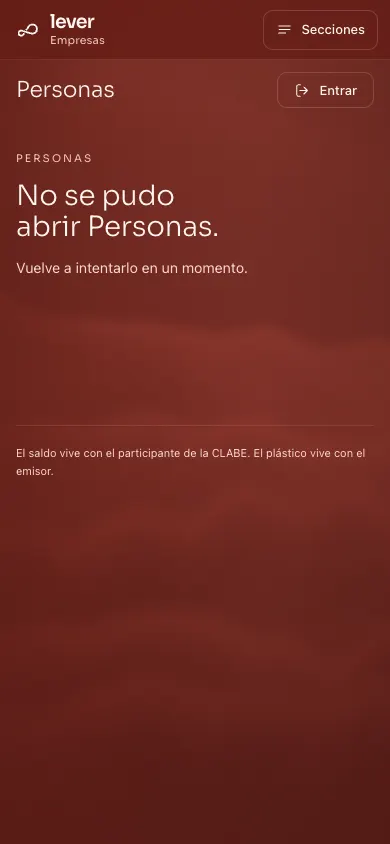 lever
Empresas
Secciones
Personas
Entrar
PERSONAS
No se pudo
abrir Personas.
Vuelve a intentarlo en un momento.
El saldo vive con el participante de la CLABE. El plástico vive con el
emisor.